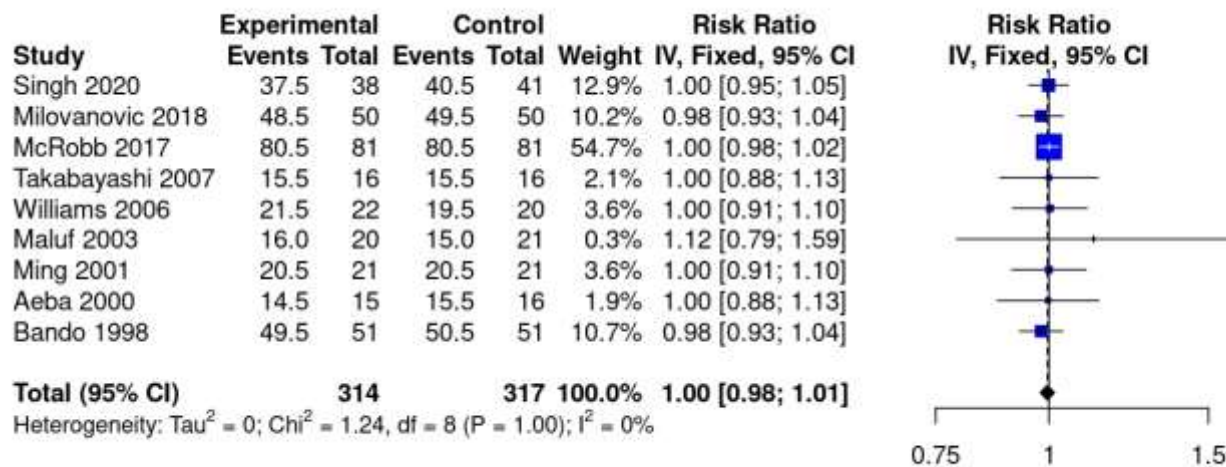 Experimental Control Risk Ratio Risk Ratio
Study Events Total Events Total Weight IV, Fixed, 95% CI IV, Fixed, 95% CI
Singh 2020 37.5 38 40.5 41 12.9% 1.00 [0.95; 1.05]
Milovanovic 2018 48.5 50 49.5 50 10.2% 0.98 [0.93; 1.04]
McRobb 2017 80.5 81 80.5 81 54.7% 1.00 [0.98; 1.02]
Takabayashi 2007 15.5 16 15.5 16 2.1% 1.00 [0.88; 1.13]
Williams 2006 21.5 22 19.5 20 3.6% 1.00 [0.91; 1.10]
Maluf 2003 16.0 20 15.0 21 0.3% 1.12 [0.79; 1.59]
Ming 2001 20.5 21 20.5 21 3.6% 1.00 [0.91; 1.10]
Aeba 2000 14.5 15 15.5 16 1.9% 1.00 [0.88; 1.13]
Bando 1998 49.5 51 50.5 51 10.7% 0.98 [0.93; 1.04]
Total (95% CI) 314 317 100.0% 1.00 [0.98; 1.01]
Heterogeneity: Tau² = 0; Chi² = 1.24, df = 8 (P = 1.00); I² = 0%
0.75 1 1.5